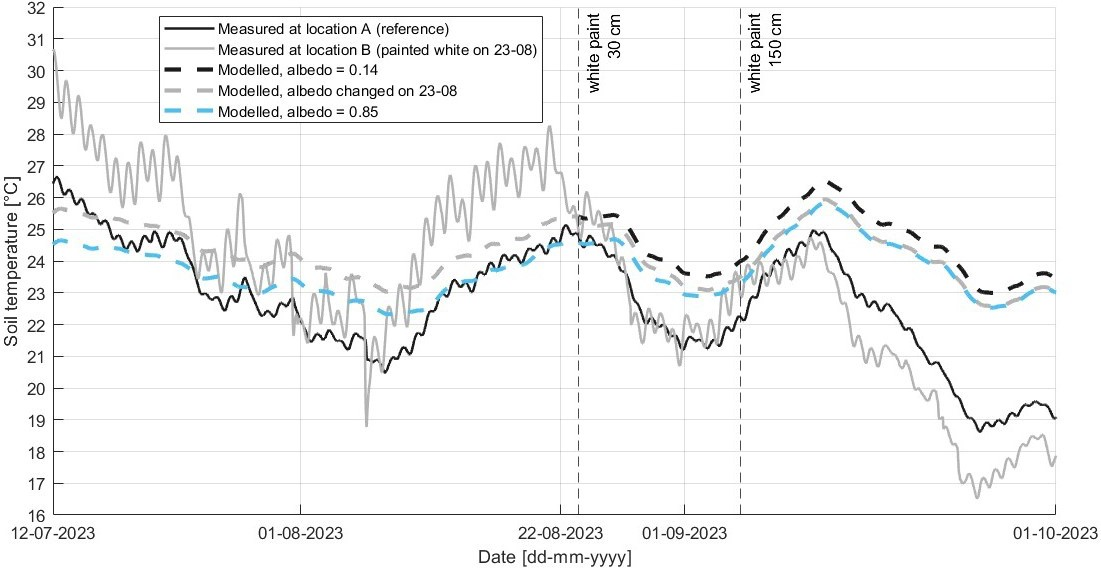 32
31
30
29
28
27
26
25
24
23
22
21
20
19
18
17
16
Soil temperature [°C]
Measured at location A (reference)
Measured at location B (painted white on 23-08)
Modelled, albedo = 0.14
Modelled, albedo changed on 23-08
Modelled, albedo = 0.85
white paint
30 cm
white paint
150 cm
12-07-2023
01-08-2023
22-08-2023
01-09-2023
01-10-2023
Date [dd-mm-yyyy]